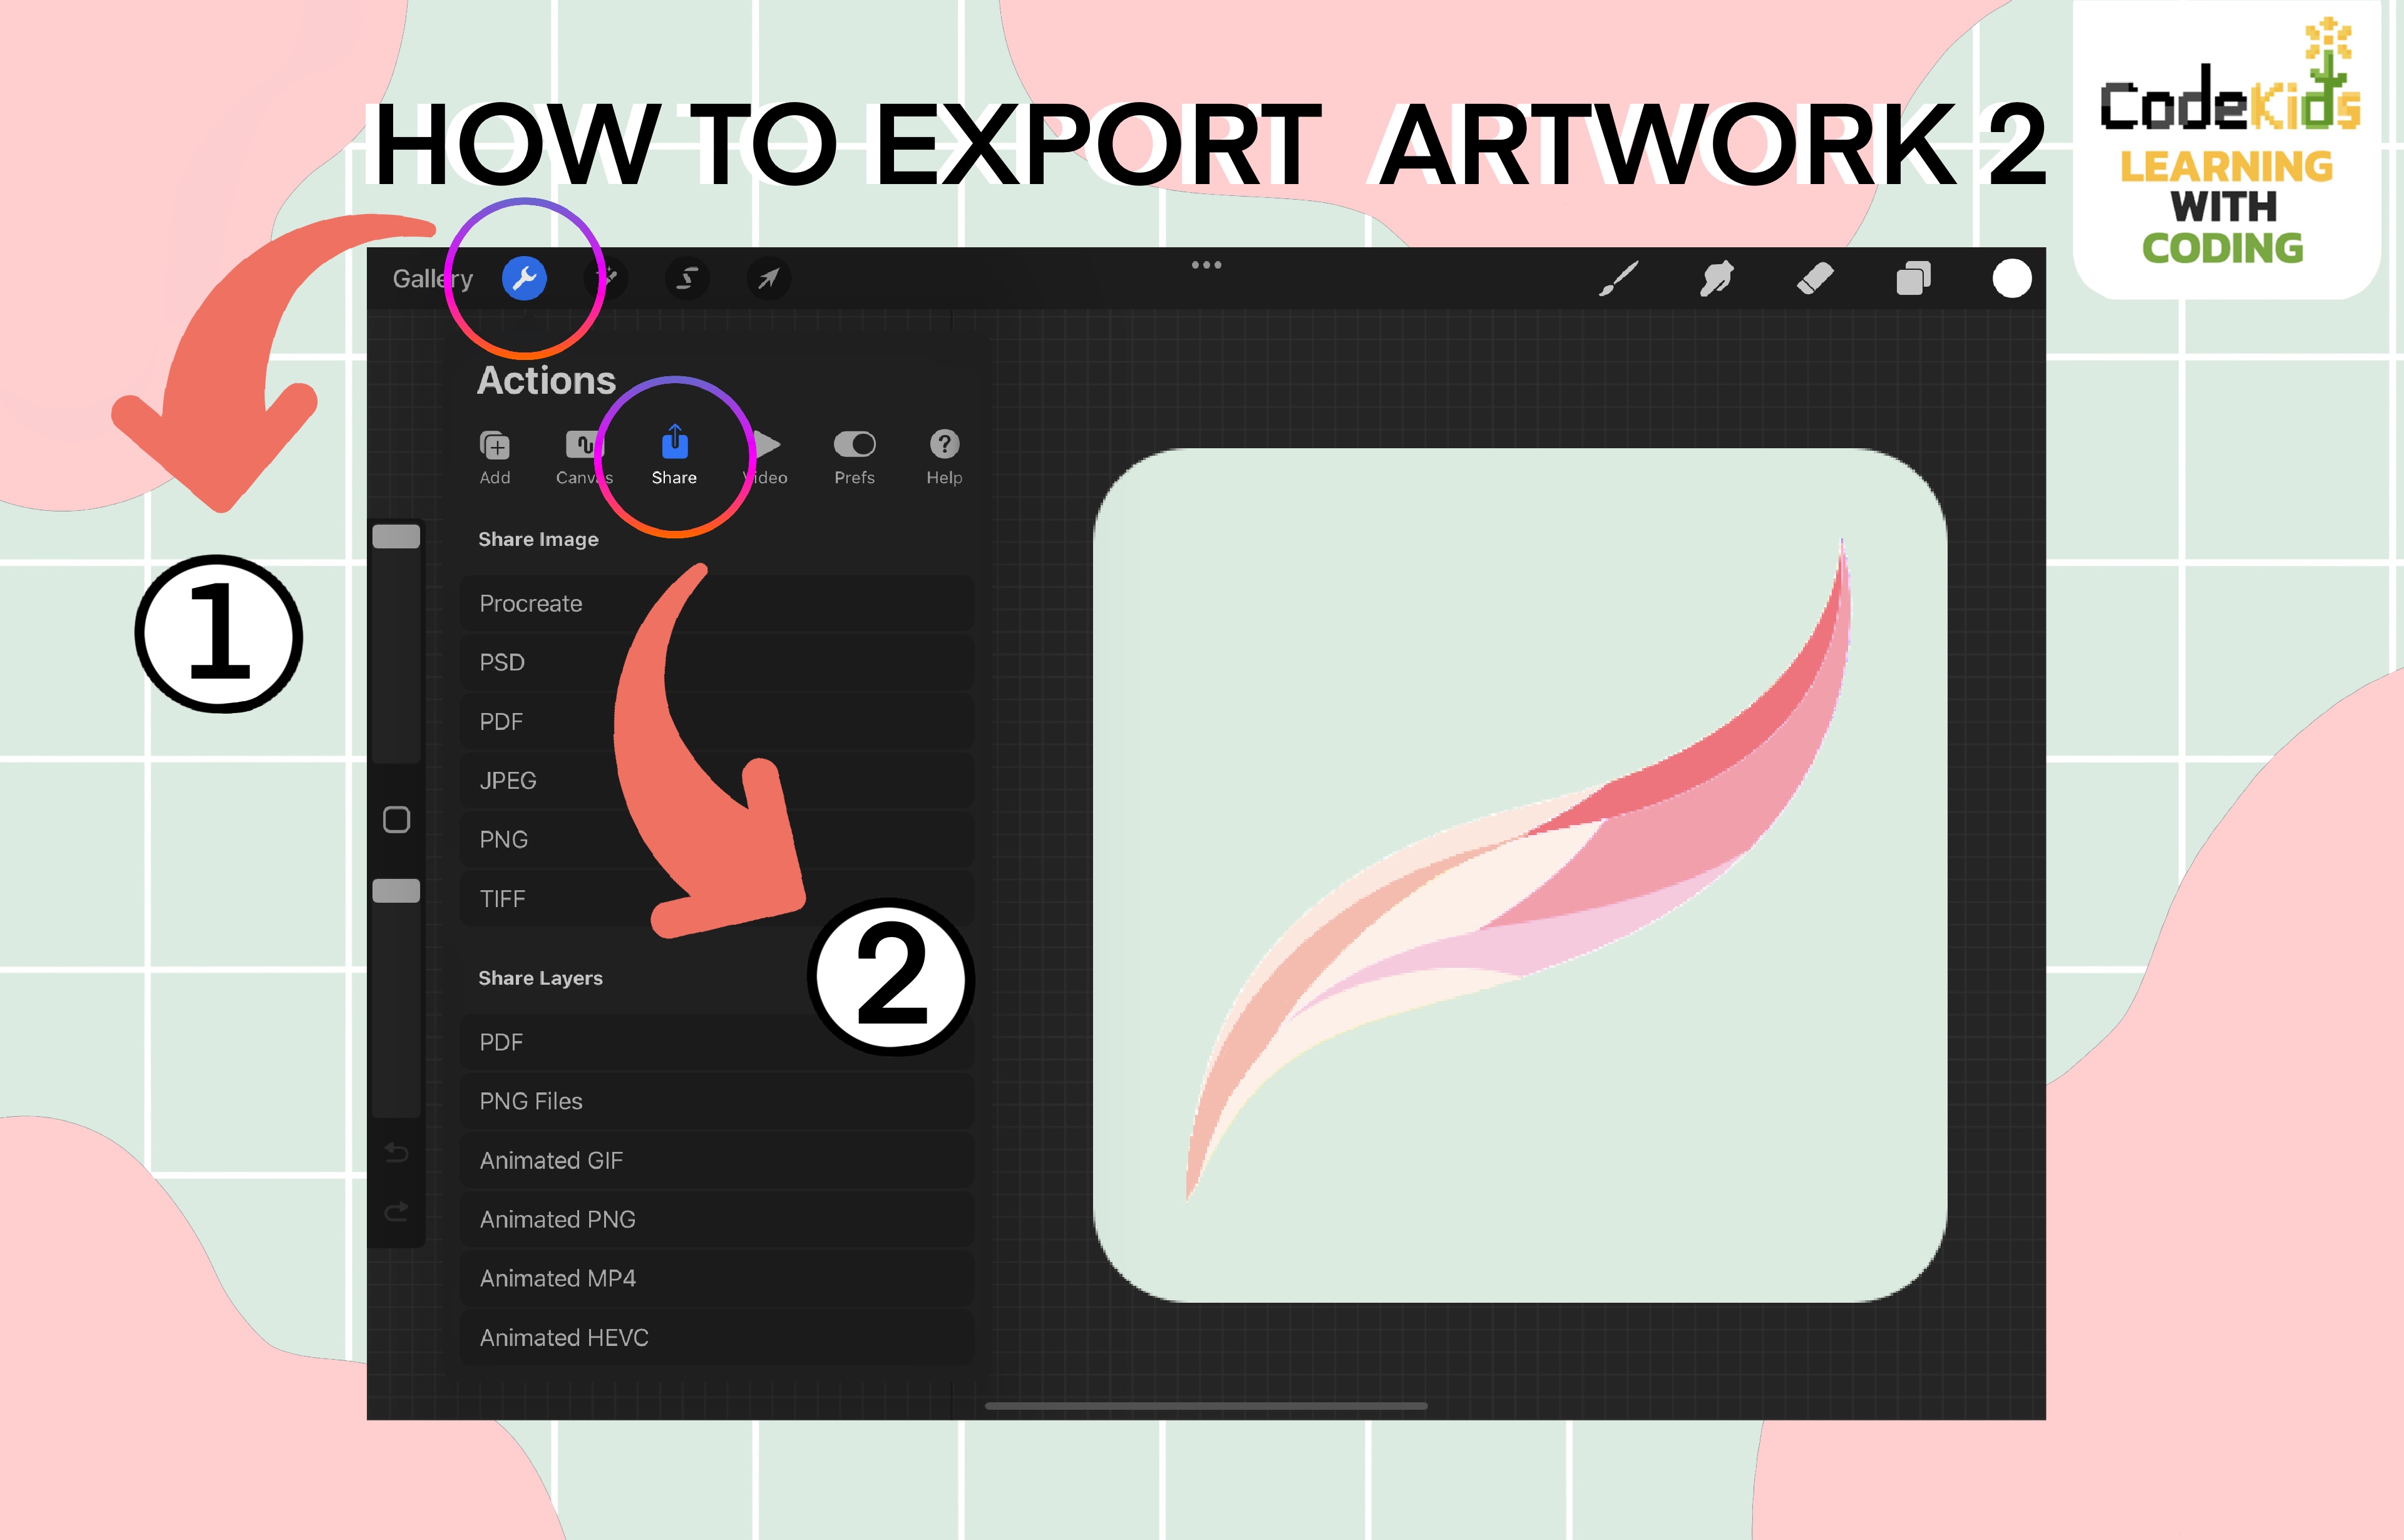 HOW TO EXPORT ARTWORK 2
CodeKids
LEARNING
WITH
CODING
Gallery
Actions
Add
Canvas
Share
Video
Prefs
Help
Share Image
Procreate
PSD
PDF
JPEG
PNG
TIFF
Share Layers
PDF
PNG Files
Animated GIF
Animated PNG
Animated MP4
Animated HEVC
1
2